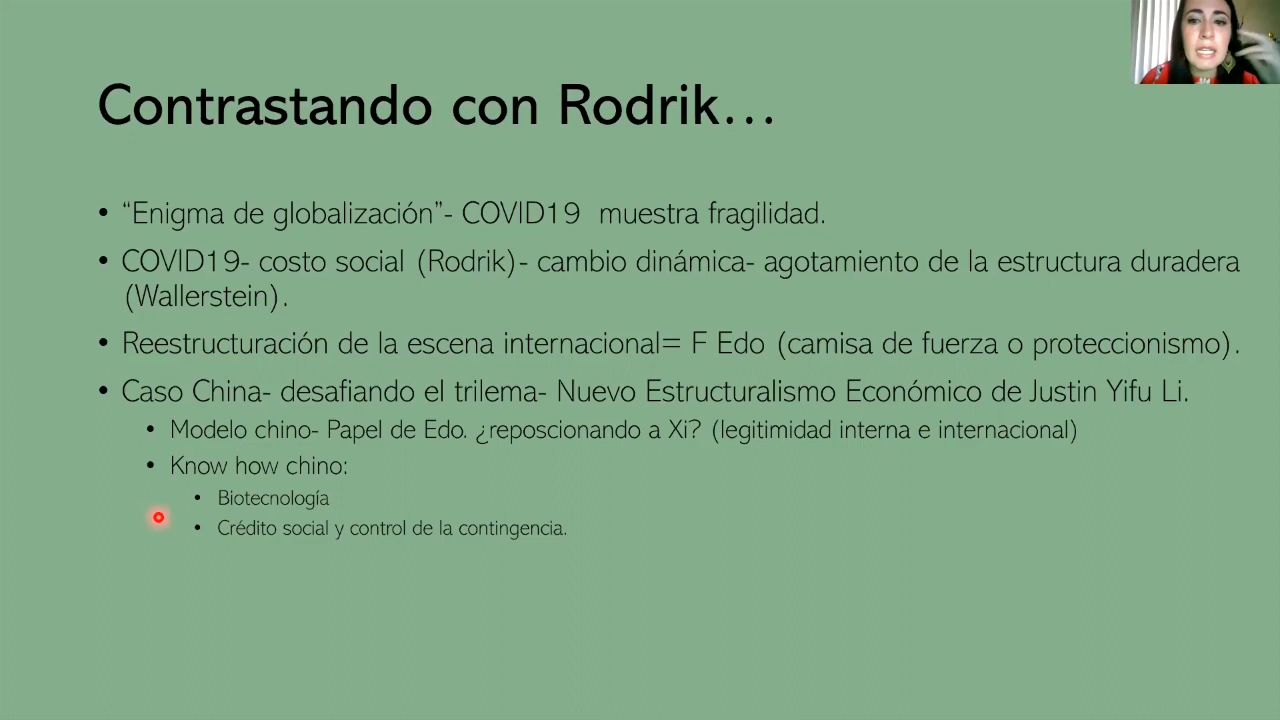 Contrastando con Rodrik...
• “Enigma de globalización”- COVID19 muestra fragilidad.
• COVID19- costo social (Rodrik)- cambio dinámica- agotamiento de la estructura duradera
(Wallerstein).
• Reestructuración de la escena internacional= F Edo (camisa de fuerza o proteccionismo).
• Caso China- desafiando el trilema- Nuevo Estructuralismo Económico de Justin Yifu Li.
• Modelo chino- Papel de Edo. ¿reposcionando a Xi? (legitimidad interna e internacional)
• Know how chino:
• Biotecnología
• Crédito social y control de la contingencia.